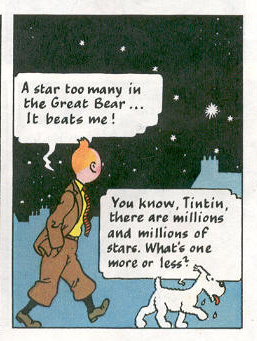 A star too many in
the Great Bear...
It beats me!
You know, Tintin,
there are millions
and millions of
stars. What's one
more or less?